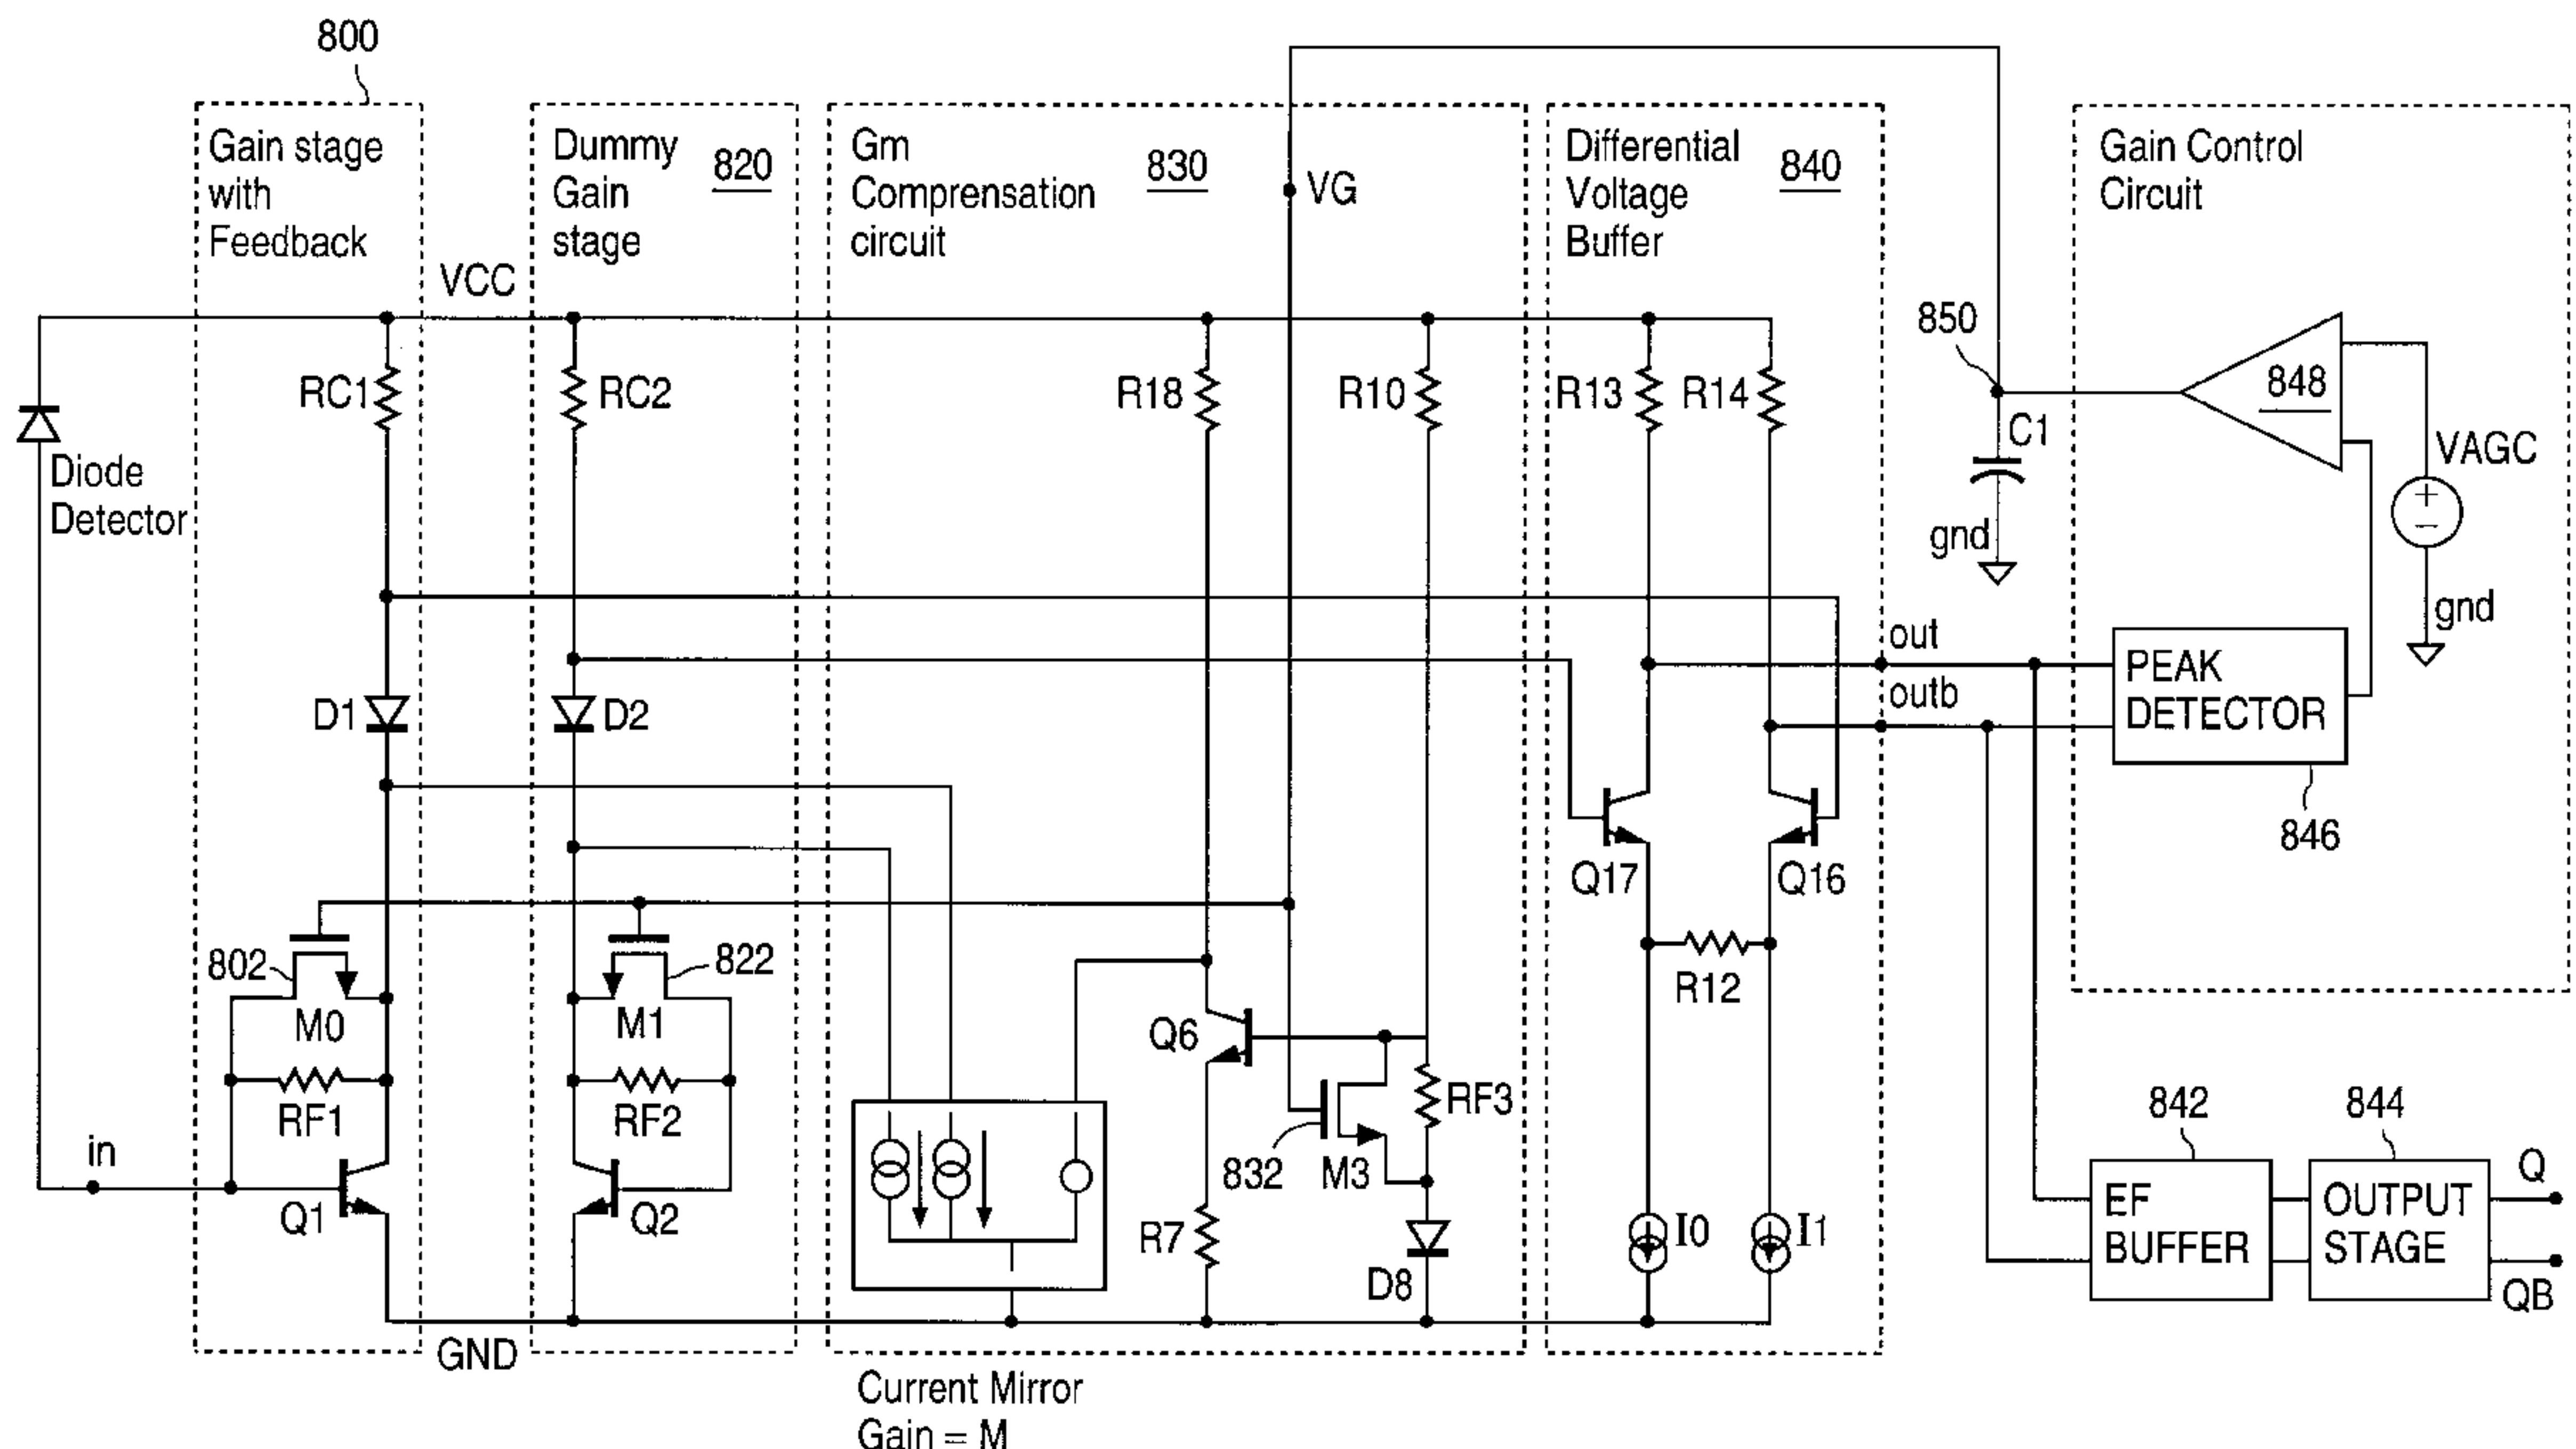 800
Gain stage
with
Feedback
Dummy
Gain
stage
820
Gm
Comprensation
circuit
830
VG
Differential
Voltage
Buffer
840
Gain Control
Circuit
VCC
RC1
RC2
R18
R10
R13
R14
850
C1
gnd
848
VAGC
+
−
gnd
Diode
Detector
D1
D2
out
outb
PEAK
DETECTOR
846
Q17
Q16
R12
802
M0
822
M1
RF1
RF2
Q6
RF3
832
M3
in
Q1
Q2
R7
D8
I0
I1
842
EF
BUFFER
844
OUTPUT
STAGE
Q
QB
GND
Current Mirror
Gain = M